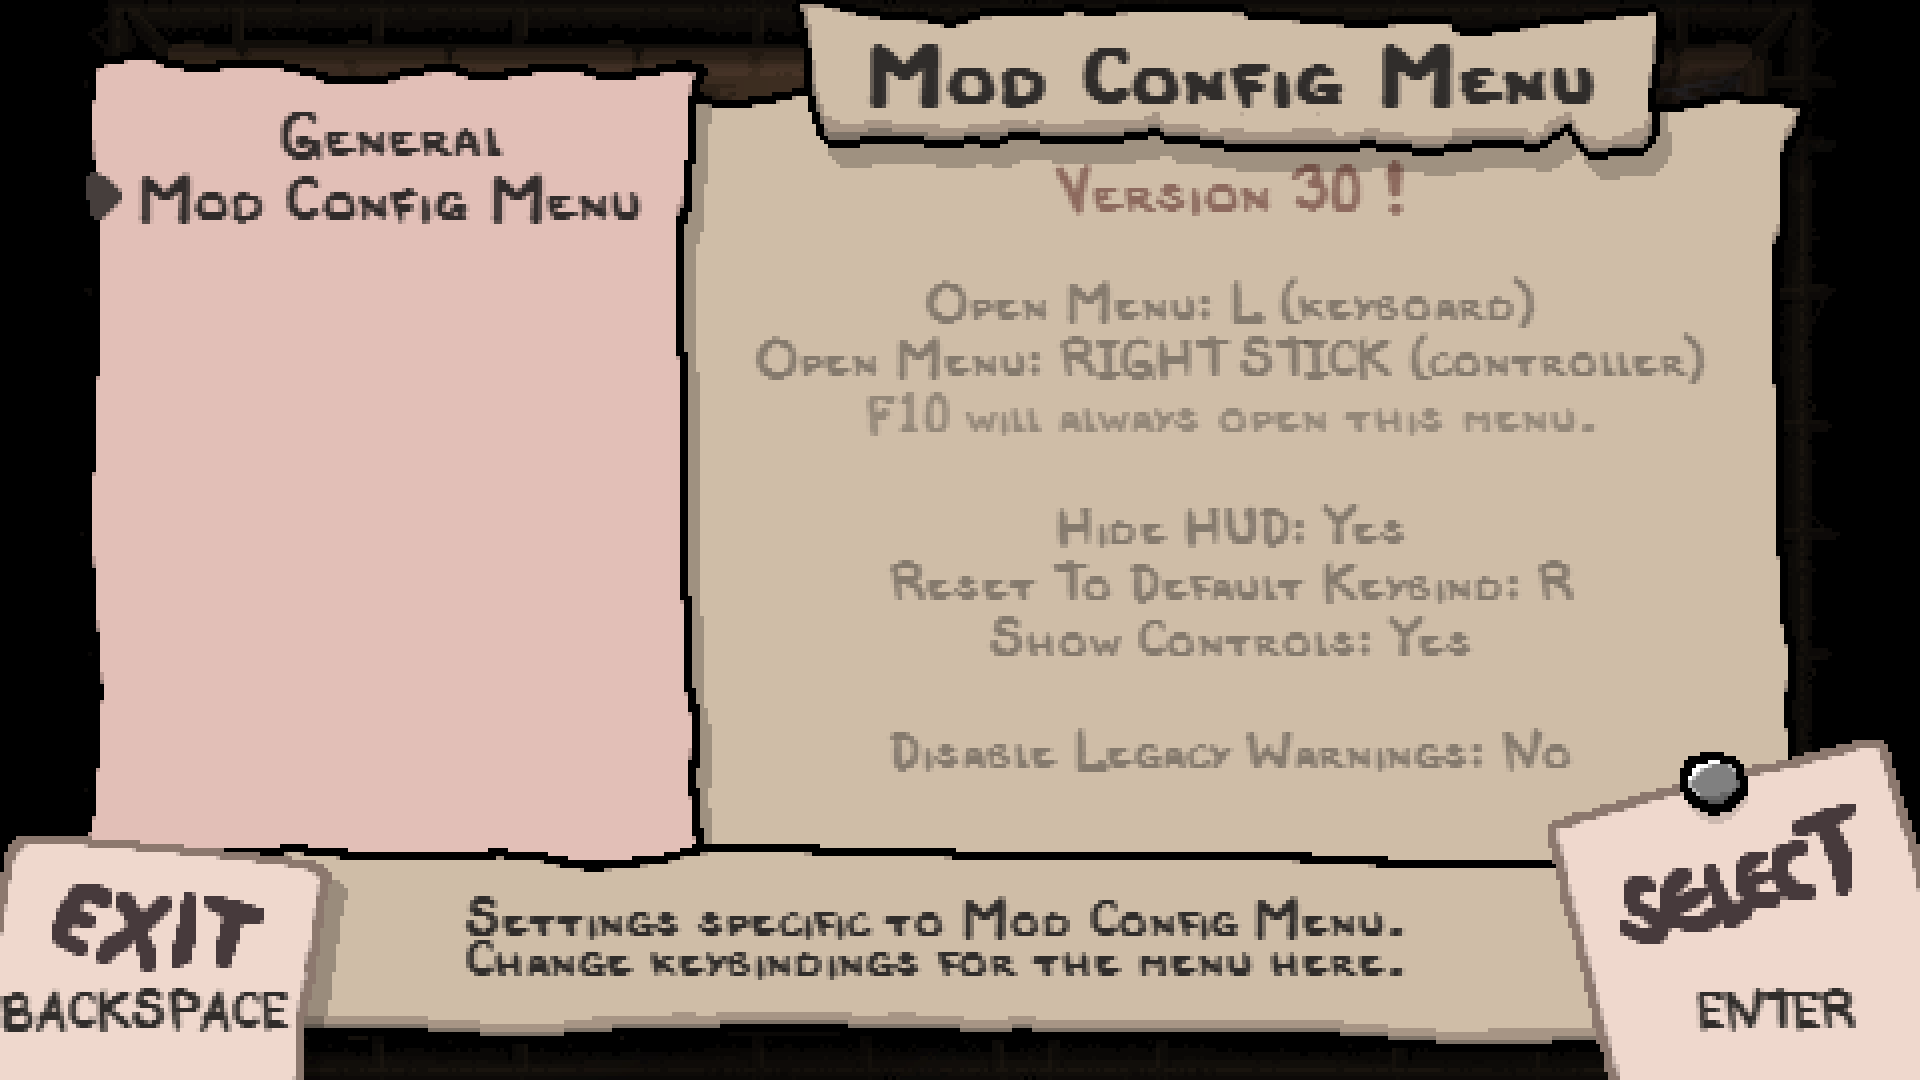 Mod Config Menu
General
Mod Config Menu
Version 30 !
Open Menu: L (keyboard)
Open Menu: RIGHT STICK (controller)
F10 will always open this menu.
Hide HUD: Yes
Reset To Default Keybind: R
Show Controls: Yes
Disable Legacy Warnings: No
Settings specific to Mod Config Menu.
Change keybindings for the menu here.
EXIT
BACKSPACE
SELECT
ENTER